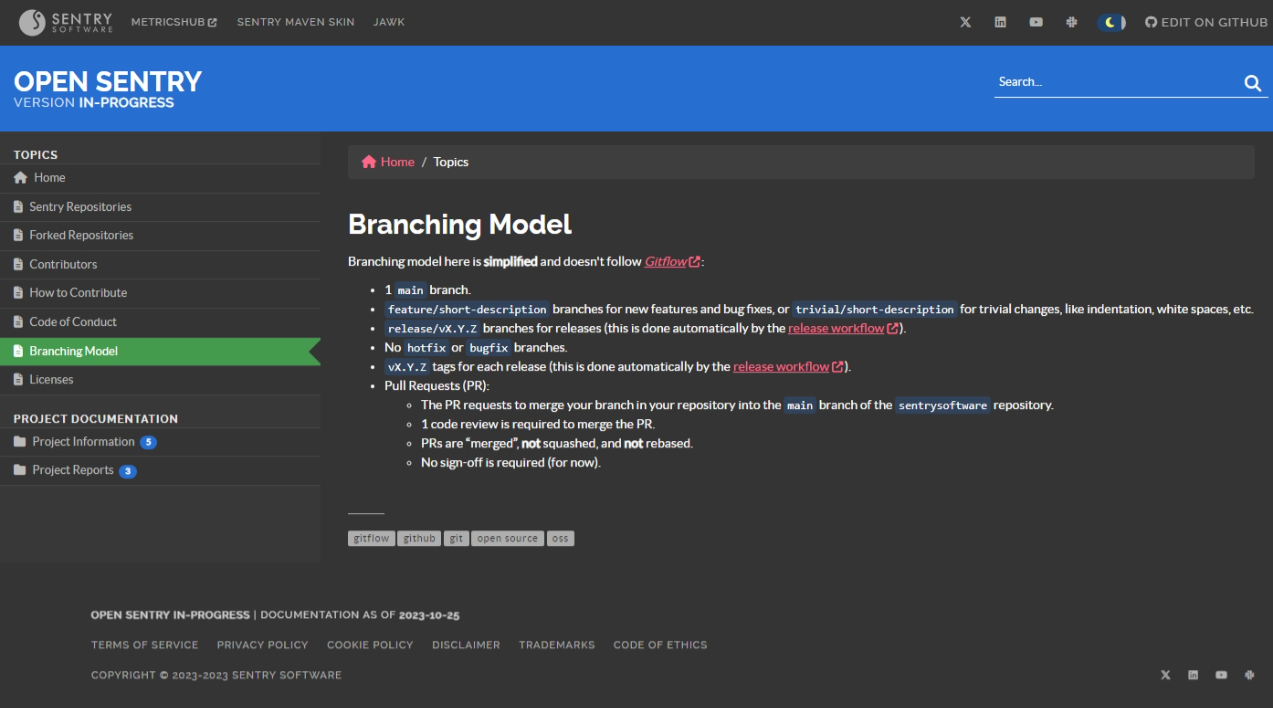 SENTRY SOFTWARE METRICSHUB SENTRY MAVEN SKIN JAWK EDIT ON GITHUB
OPEN SENTRY
VERSION IN-PROGRESS
Search...
TOPICS
Home
Sentry Repositories
Forked Repositories
Contributors
How to Contribute
Code of Conduct
Branching Model
Licenses
PROJECT DOCUMENTATION
Project Information 5
Project Reports 3
Home / Topics
Branching Model
Branching model here is simplified and doesn't follow Gitflow:
• 1 main branch.
• feature/short-description branches for new features and bug fixes, or trivial/short-description for trivial changes, like indentation, white spaces, etc.
• release/vX.Y.Z branches for releases (this is done automatically by the release workflow).
• No hotfix or bugfix branches.
• vX.Y.Z tags for each release (this is done automatically by the release workflow).
• Pull Requests (PR):
◦ The PR requests to merge your branch in your repository into the main branch of the sentrysoftware repository.
◦ 1 code review is required to merge the PR.
◦ PRs are “merged”, not squashed, and not rebased.
◦ No sign-off is required (for now).
gitflow github git open source oss
OPEN SENTRY IN-PROGRESS | DOCUMENTATION AS OF 2023-10-25
TERMS OF SERVICE PRIVACY POLICY COOKIE POLICY DISCLAIMER TRADEMARKS CODE OF ETHICS
COPYRIGHT © 2023-2023 SENTRY SOFTWARE